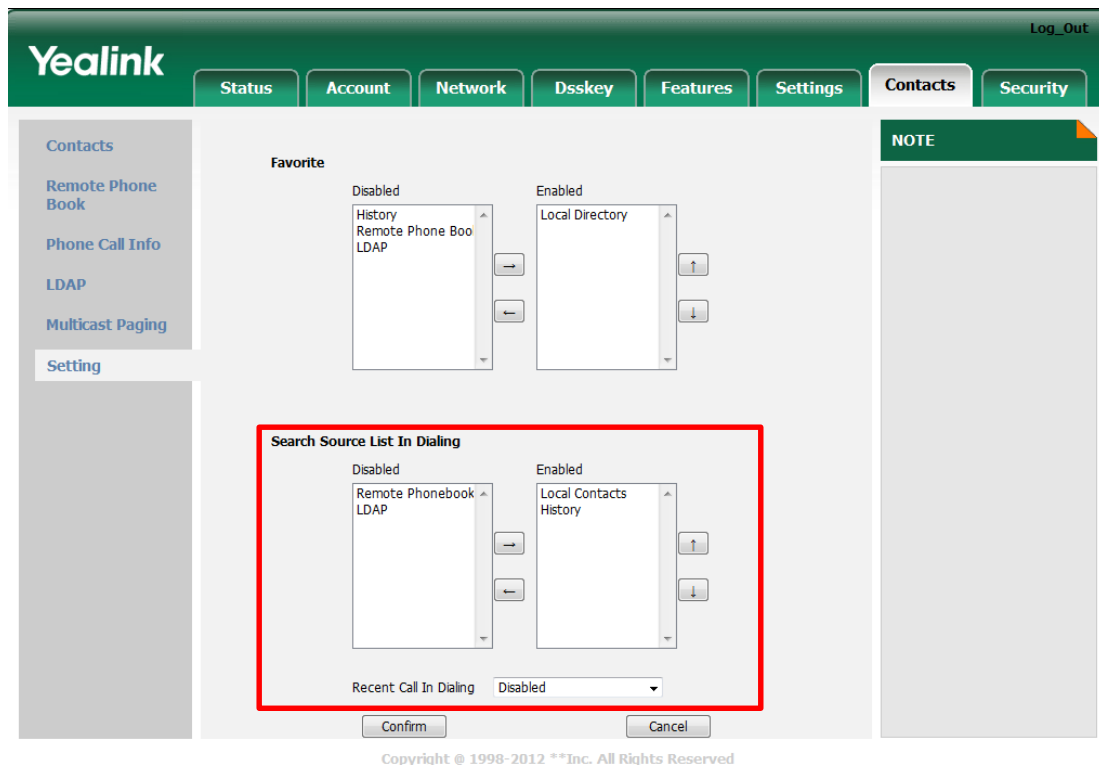 Log_Out
Yealink
Status Account Network Dsskey Features Settings Contacts Security
Contacts
Remote Phone
Book
Phone Call Info
LDAP
Multicast Paging
Setting
Favorite
Disabled Enabled
History
Remote Phone Boo
LDAP
Local Directory
→ ↑
← ↓
Search Source List In Dialing
Disabled Enabled
Remote Phonebook
LDAP
Local Contacts
History
→ ↑
← ↓
Recent Call In Dialing Disabled
Confirm Cancel
NOTE
Copyright @ 1998-2012 **Inc. All Rights Reserved